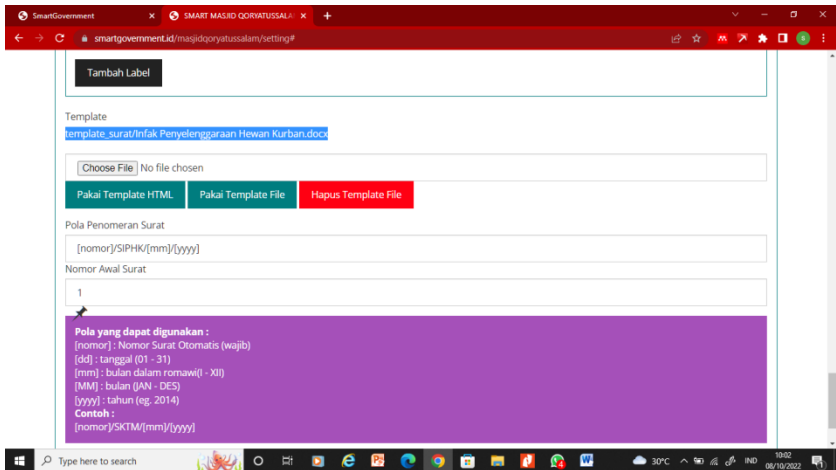 SmartGovernment
SMART MASJID QORYATUSSALA
smartgovernment.id/masjidqoryatussalam/setting#
Tambah Label
Template
template_surat/Infak Penyelenggaraan Hewan Kurban.docx
Choose File No file chosen
Pakai Template HTML Pakai Template File Hapus Template File
Pola Penomeran Surat
[nomor]/SIPHK/[mm]/[yyyy]
Nomor Awal Surat
1
Pola yang dapat digunakan :
[nomor] : Nomor Surat Otomatis (wajib)
[dd] : tanggal (01 - 31)
[mm] : bulan dalam romawi(I - XII)
[MM] : bulan (JAN - DES)
[yyyy] : tahun (eg. 2014)
Contoh :
[nomor]/SKTM/[mm]/[yyyy]
Type here to search
30°C
IND
10:02
08/10/2022